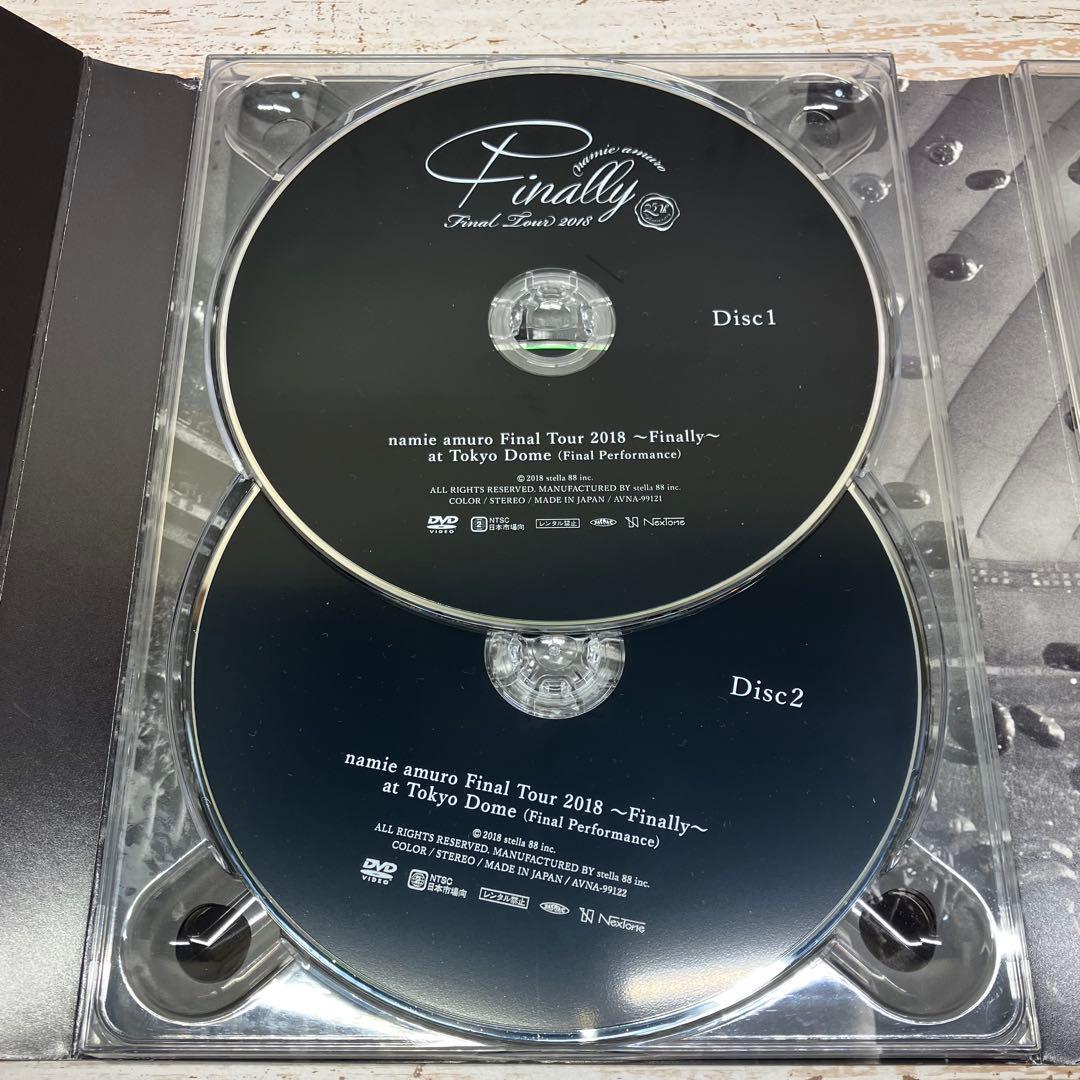 namie amuro
Finally
25th
Final Tour 2018
Disc1
namie amuro Final Tour 2018 ～Finally～
at Tokyo Dome (Final Performance)
©2018 stella 88 inc.
ALL RIGHTS RESERVED. MANUFACTURED BY stella 88 inc.
COLOR / STEREO / MADE IN JAPAN / AVNA-99121
DVD VIDEO 2 NTSC 日本市場向 レンタル禁止 JASRAC NexTone
Disc2
namie amuro Final Tour 2018 ～Finally～
at Tokyo Dome (Final Performance)
©2018 stella 88 inc.
ALL RIGHTS RESERVED. MANUFACTURED BY stella 88 inc.
COLOR / STEREO / MADE IN JAPAN / AVNA-99122
DVD VIDEO 2 NTSC 日本市場向 レンタル禁止 JASRAC NexTone